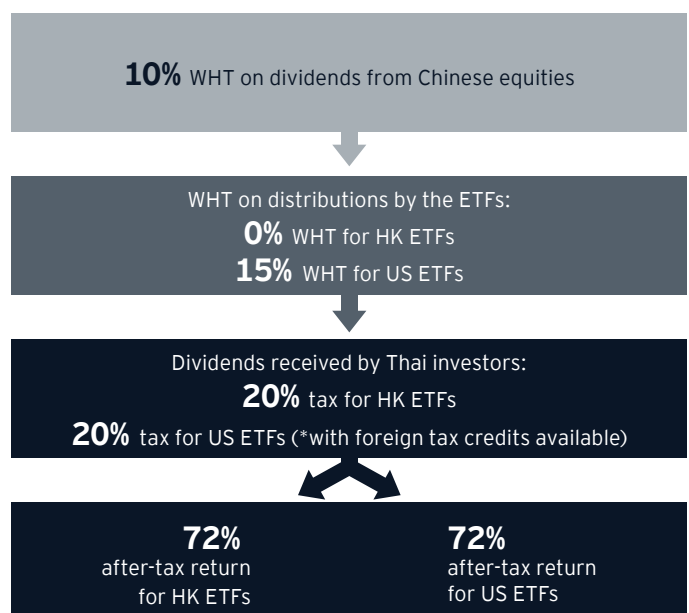 10% WHT on dividends from Chinese equities
WHT on distributions by the ETFs:
0% WHT for HK ETFs
15% WHT for US ETFs
Dividends received by Thai investors:
20% tax for HK ETFs
20% tax for US ETFs (*with foreign tax credits available)
72%
after-tax return
for HK ETFs
72%
after-tax return
for US ETFs